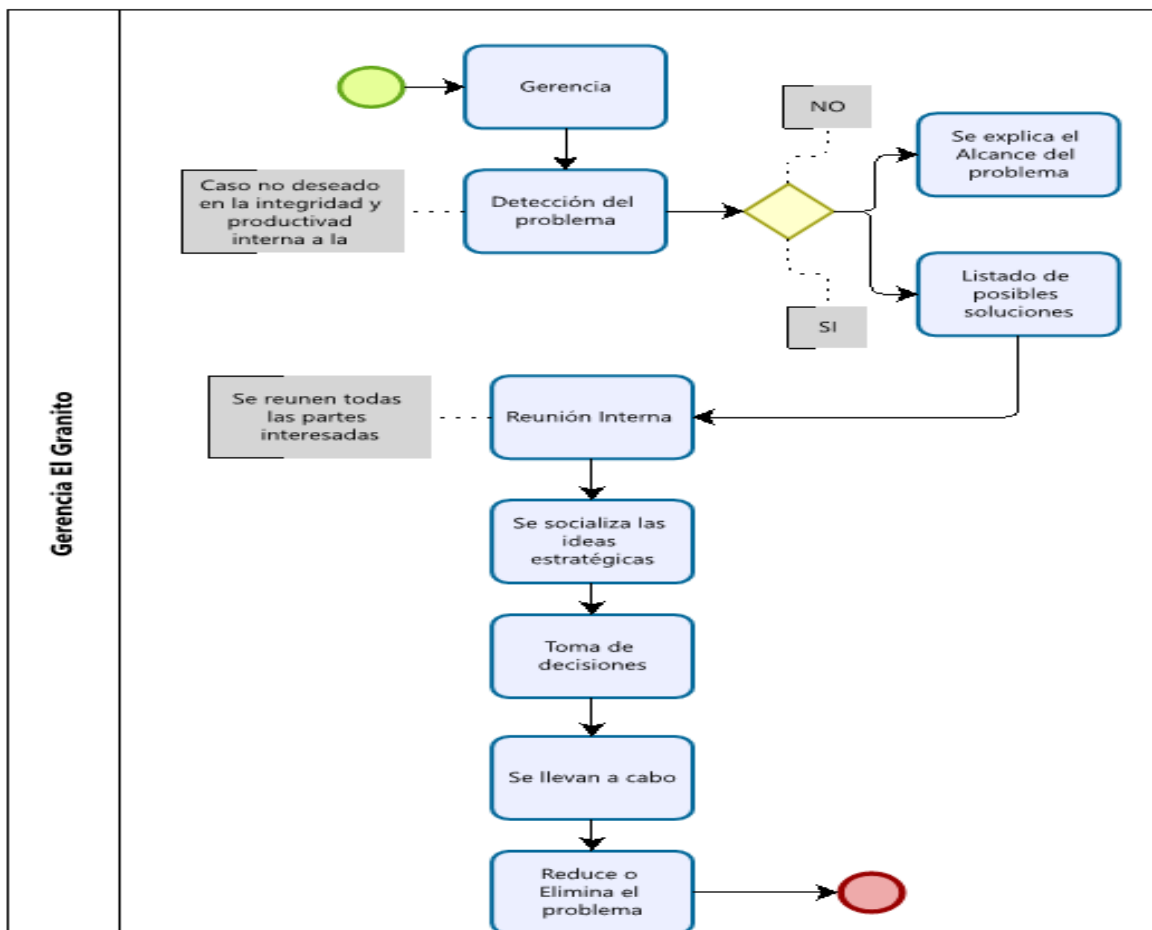 Gerencia El Granito
Gerencia
NO
Se explica el
Alcance del
problema
Caso no deseado
en la integridad y
productivad
interna a la
Detección del
problema
Listado de
posibles
soluciones
SI
Se reunen todas
las partes
interesadas
Reunión Interna
Se socializa las
ideas
estratégicas
Toma de
decisiones
Se llevan a cabo
Reduce o
Elimina el
problema